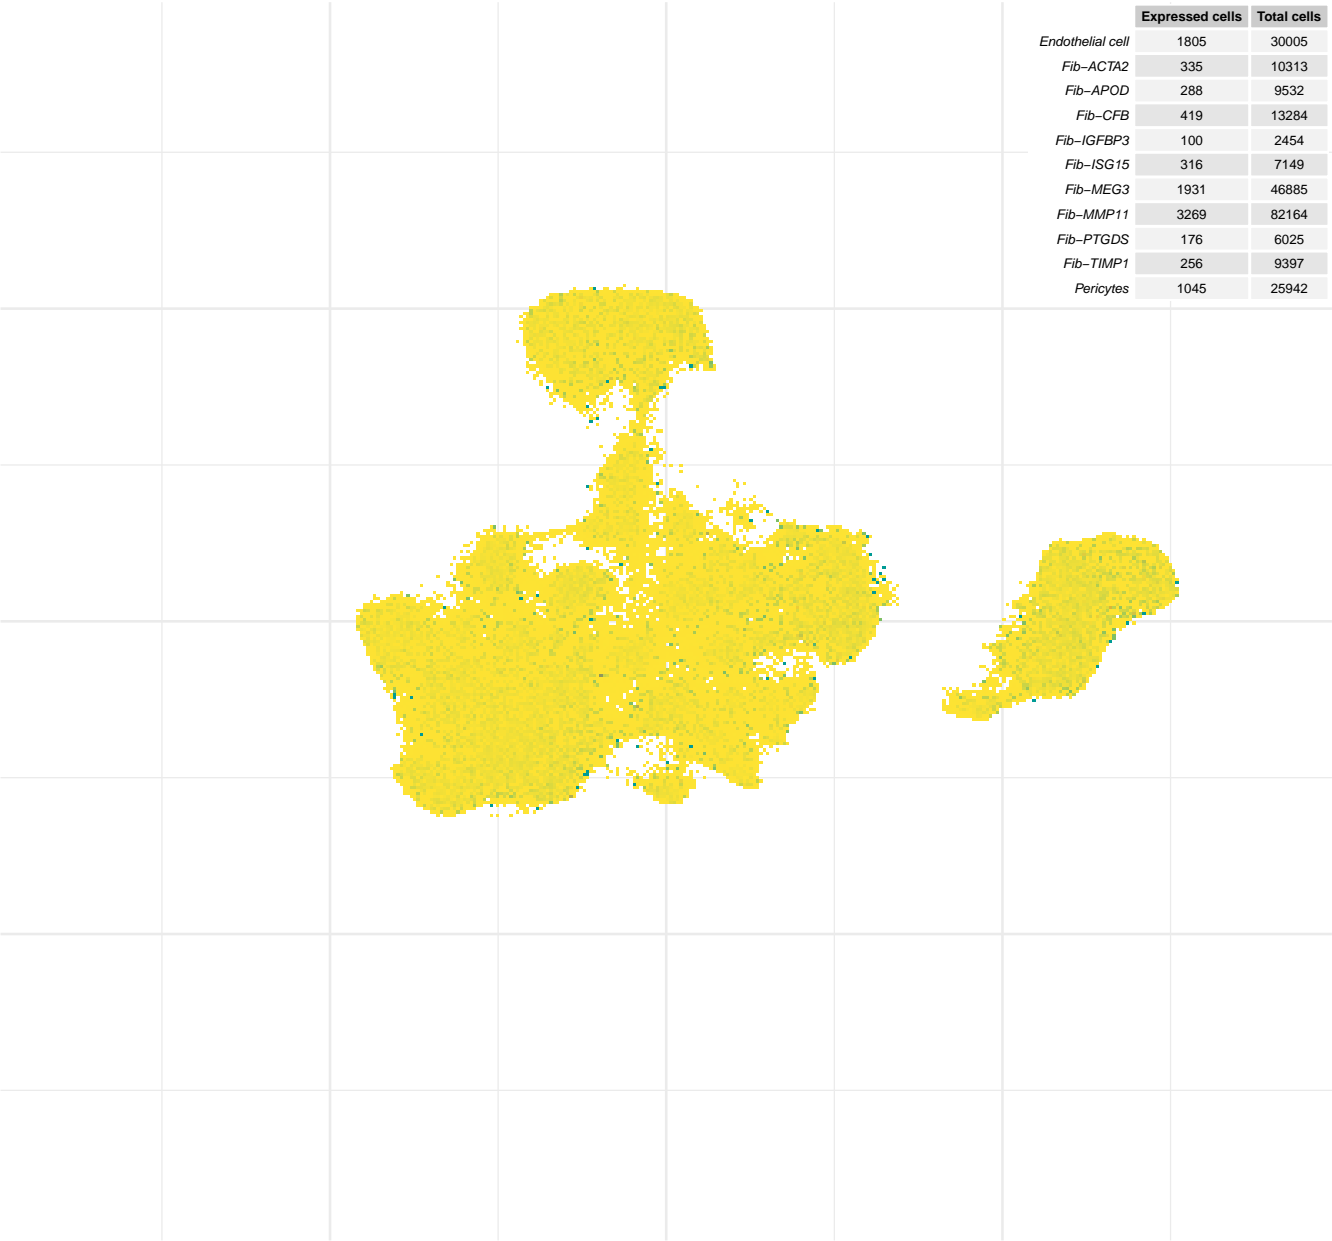 Expressed cells Total cells
Endothelial cell 1805 30005
Fib−ACTA2 335 10313
Fib−APOD 288 9532
Fib−CFB 419 13284
Fib−IGFBP3 100 2454
Fib−ISG15 316 7149
Fib−MEG3 1931 46885
Fib−MMP11 3269 82164
Fib−PTGDS 176 6025
Fib−TIMP1 256 9397
Pericytes 1045 25942